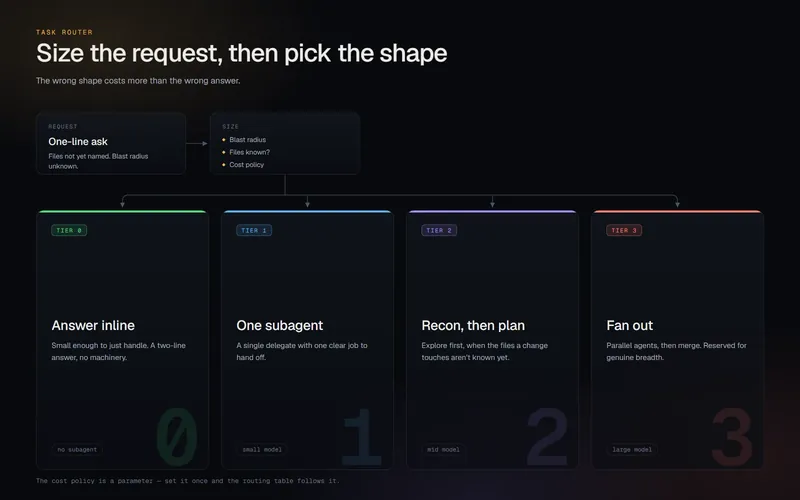 TASK ROUTER
Size the request, then pick the shape
The wrong shape costs more than the wrong answer.
REQUEST
One-line ask
Files not yet named. Blast radius
unknown.
SIZE
Blast radius
Files known?
Cost policy
TIER 0
Answer inline
Small enough to just handle. A two-line
answer, no machinery.
no subagent
0
TIER 1
One subagent
A single delegate with one clear job to
hand off.
small model
1
TIER 2
Recon, then plan
Explore first, when the files a change
touches aren't known yet.
mid model
2
TIER 3
Fan out
Parallel agents, then merge. Reserved for
genuine breadth.
large model
3
The cost policy is a parameter — set it once and the routing table follows it.